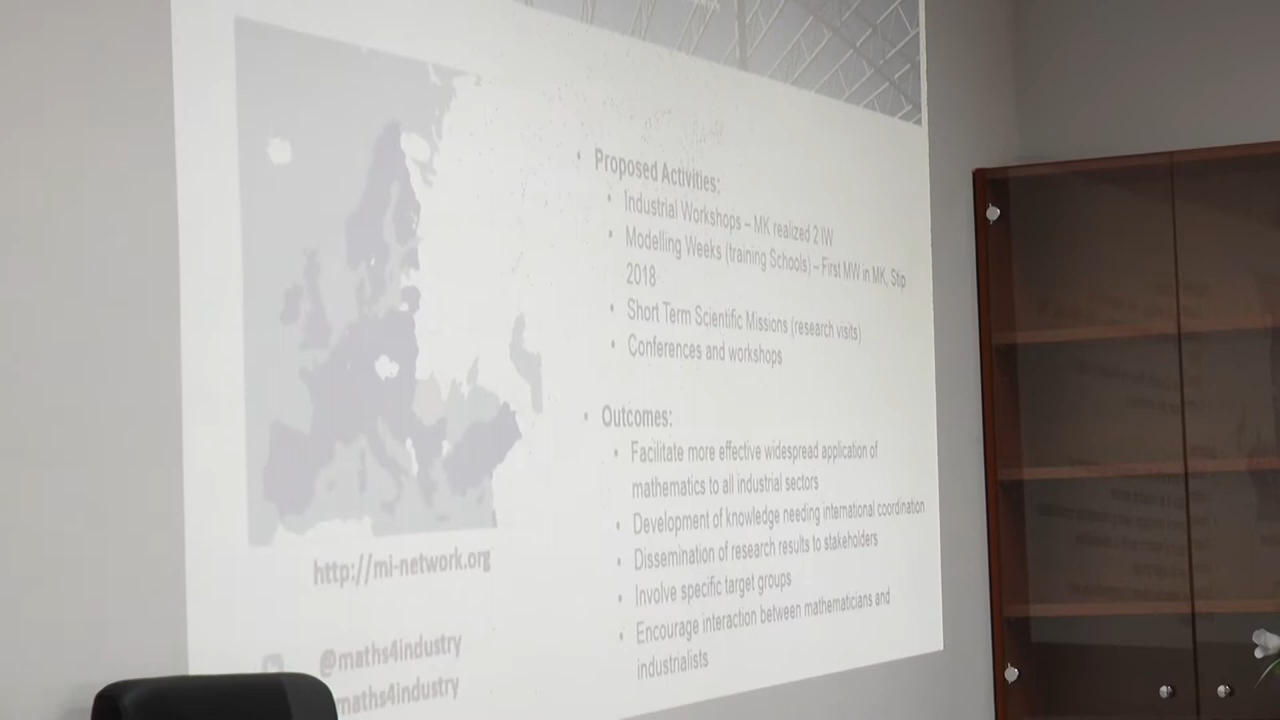 Proposed Activities:
Industrial Workshops – MK realized 2 IW
Modelling Weeks (training Schools) – First MW in MK, Stip
2018
Short Term Scientific Missions (research visits)
Conferences and workshops
Outcomes:
Facilitate more effective widespread application of
mathematics to all industrial sectors
Development of knowledge needing international coordination
Dissemination of research results to stakeholders
Involve specific target groups
Encourage interaction between mathematicians and
industrialists
http://mi-network.org
@maths4industry
maths4industry